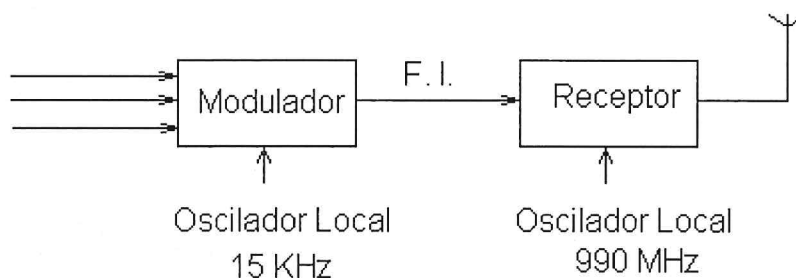 F. I.
Modulador
Receptor
Oscilador Local
15 KHz
Oscilador Local
990 MHz